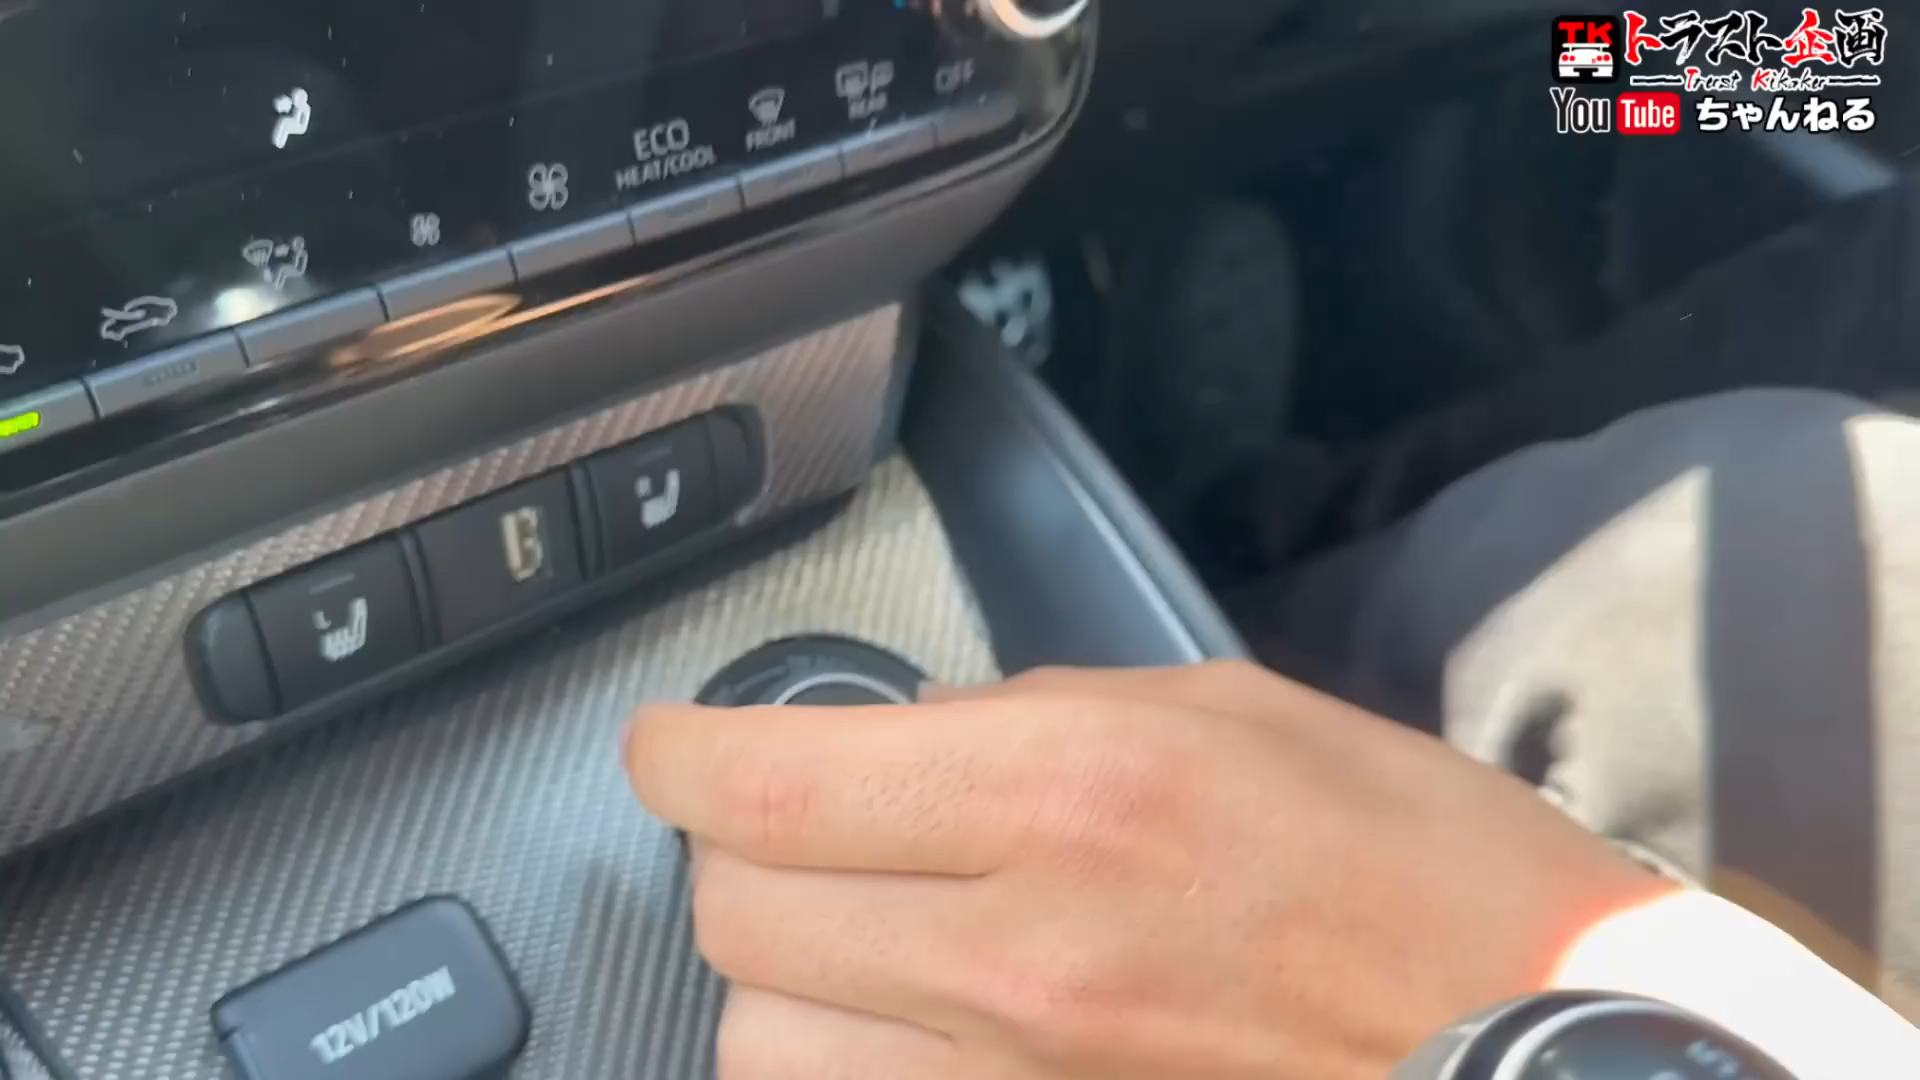 TK トラスト企画
Trust Kikaku
YouTube ちゃんねる
ECO
HEAT/COOL
FRONT
REAR
OFF
R
L
12V/120W